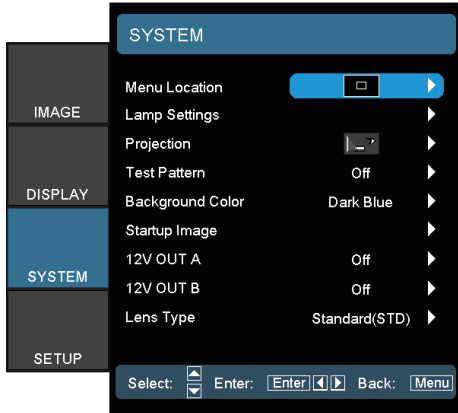 SYSTEM
IMAGE
DISPLAY
SYSTEM
SETUP
Menu Location
Lamp Settings
Projection
Test Pattern Off
Background Color Dark Blue
Startup Image
12V OUT A Off
12V OUT B Off
Lens Type Standard(STD)
Select: Enter: Enter Back: Menu